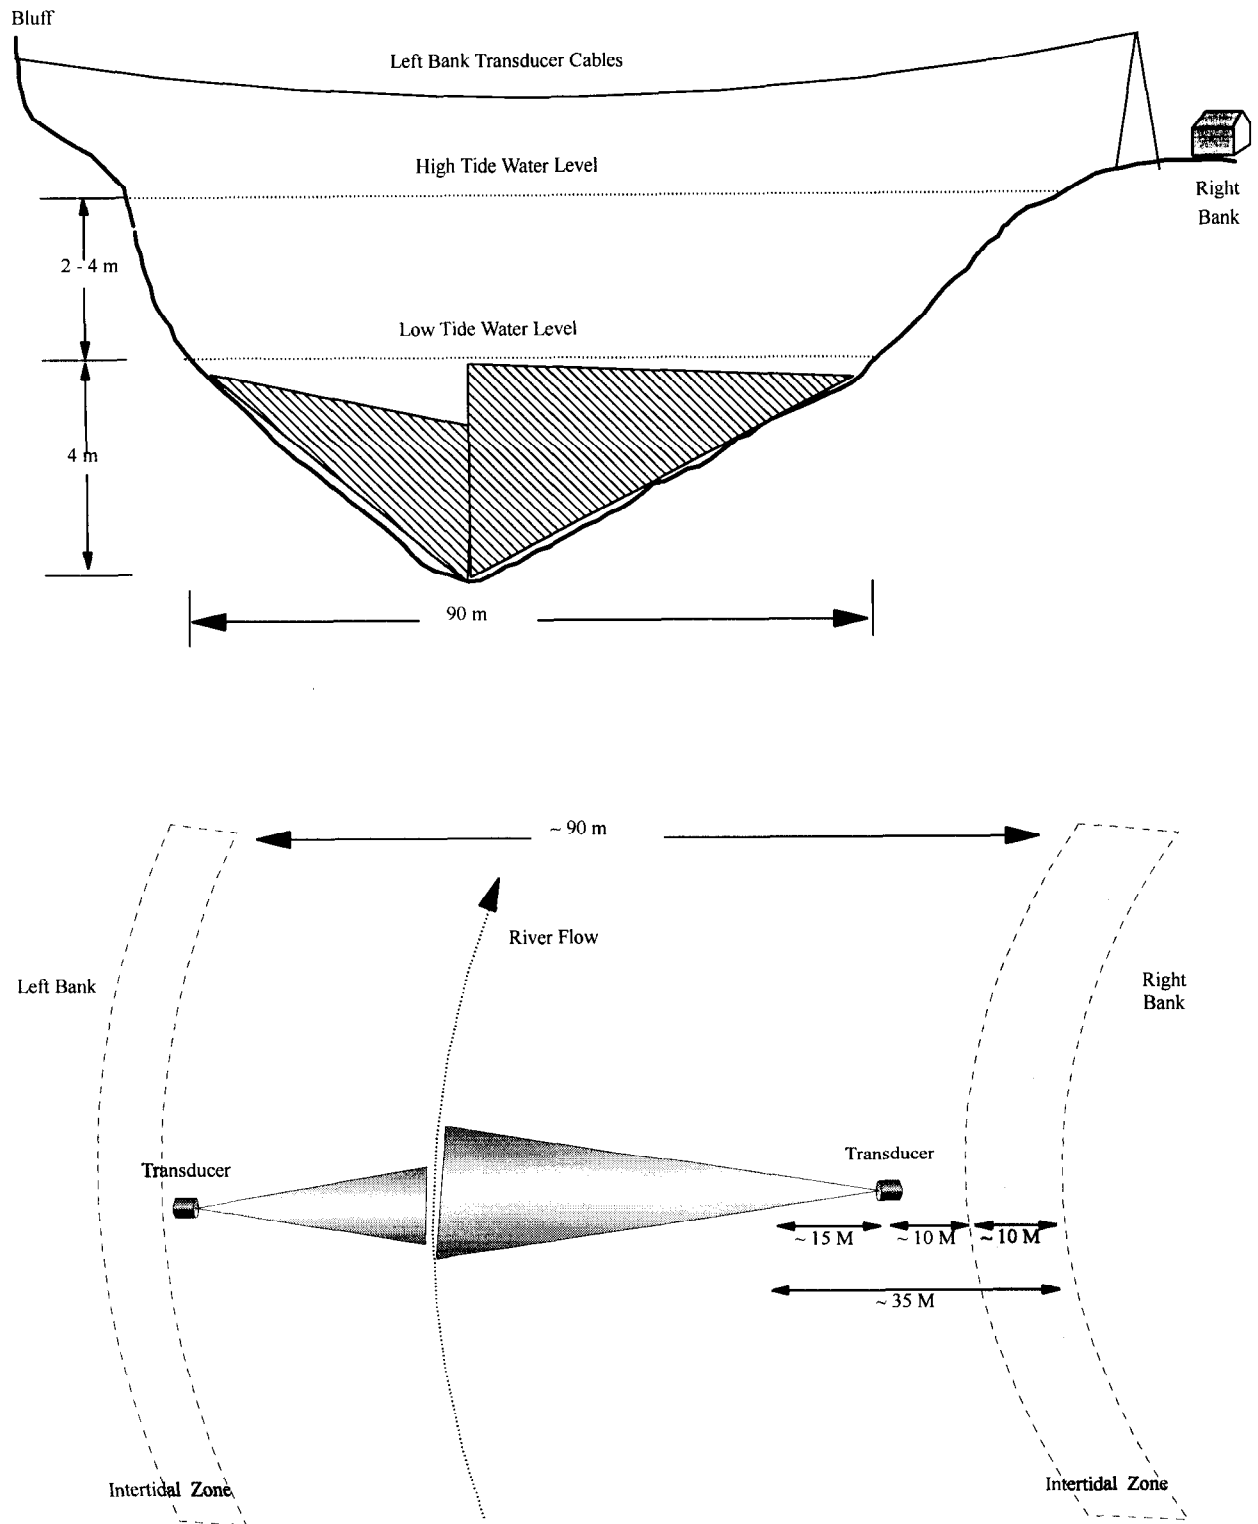 Bluff
Left Bank Transducer Cables
High Tide Water Level
Right
Bank
2 - 4 m
Low Tide Water Level
4 m
90 m
~ 90 m
River Flow
Left Bank
Right
Bank
Transducer
Transducer
~ 15 M
~ 10 M
~ 10 M
~ 35 M
Intertidal Zone
Intertidal Zone